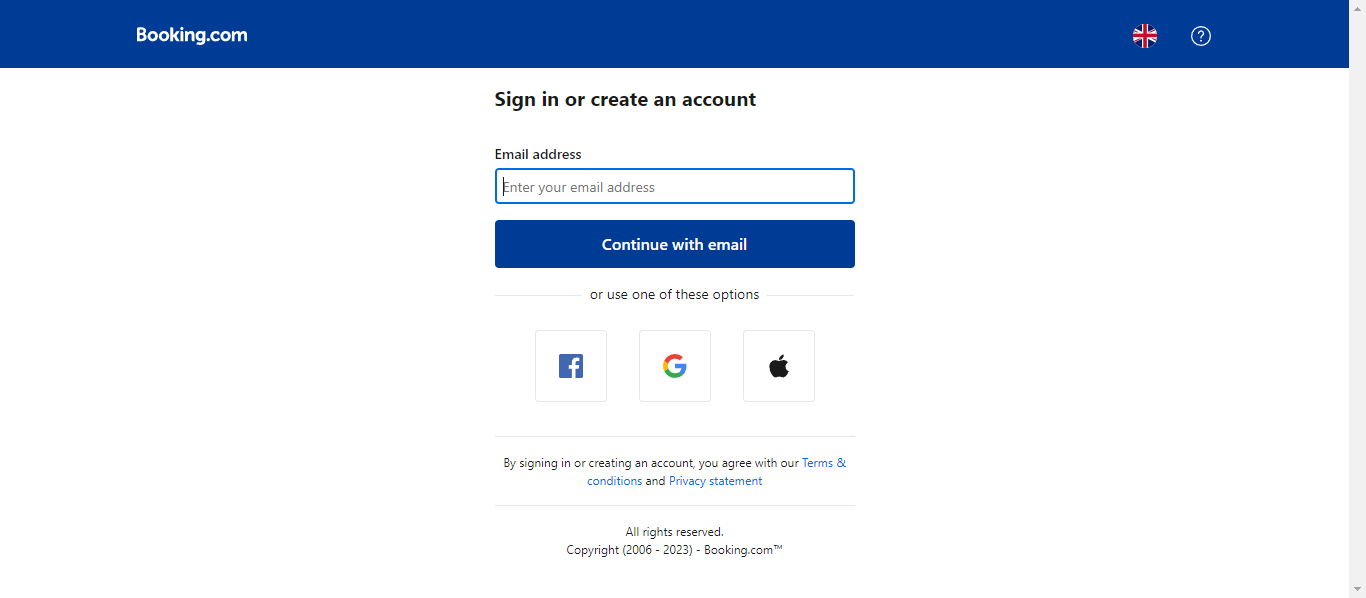 Booking.com
Sign in or create an account
Email address
Enter your email address
Continue with email
or use one of these options
By signing in or creating an account, you agree with our Terms &
conditions and Privacy statement
All rights reserved.
Copyright (2006 - 2023) - Booking.com™